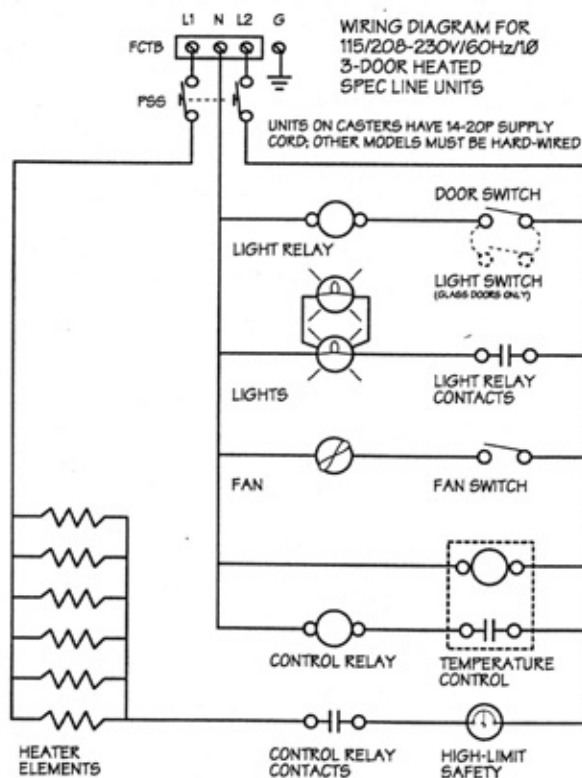 L1 N L2 G
WIRING DIAGRAM FOR
115/208-230V/60Hz/1Ø
3-DOOR HEATED
SPEC LINE UNITS
FCTB
PSS
UNITS ON CASTERS HAVE 14-20P SUPPLY
CORD; OTHER MODELS MUST BE HARD-WIRED
DOOR SWITCH
LIGHT RELAY
LIGHT SWITCH
(GLASS DOORS ONLY)
LIGHTS
LIGHT RELAY
CONTACTS
FAN
FAN SWITCH
CONTROL RELAY
TEMPERATURE
CONTROL
HEATER
ELEMENTS
CONTROL RELAY
CONTACTS
HIGH-LIMIT
SAFETY